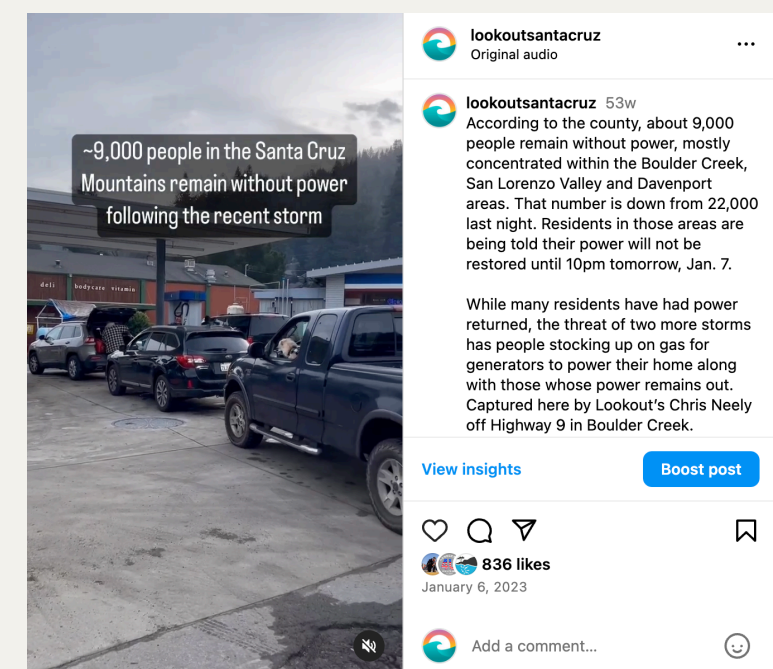 ~9,000 people in the Santa Cruz
Mountains remain without power
following the recent storm
deli bodycare vitamin
lookoutsantacruz
Original audio
lookoutsantacruz 53w
According to the county, about 9,000
people remain without power, mostly
concentrated within the Boulder Creek,
San Lorenzo Valley and Davenport
areas. That number is down from 22,000
last night. Residents in those areas are
being told their power will not be
restored until 10pm tomorrow, Jan. 7.
While many residents have had power
returned, the threat of two more storms
has people stocking up on gas for
generators to power their home along
with those whose power remains out.
Captured here by Lookout’s Chris Neely
off Highway 9 in Boulder Creek.
View insights
Boost post
836 likes
January 6, 2023
Add a comment...